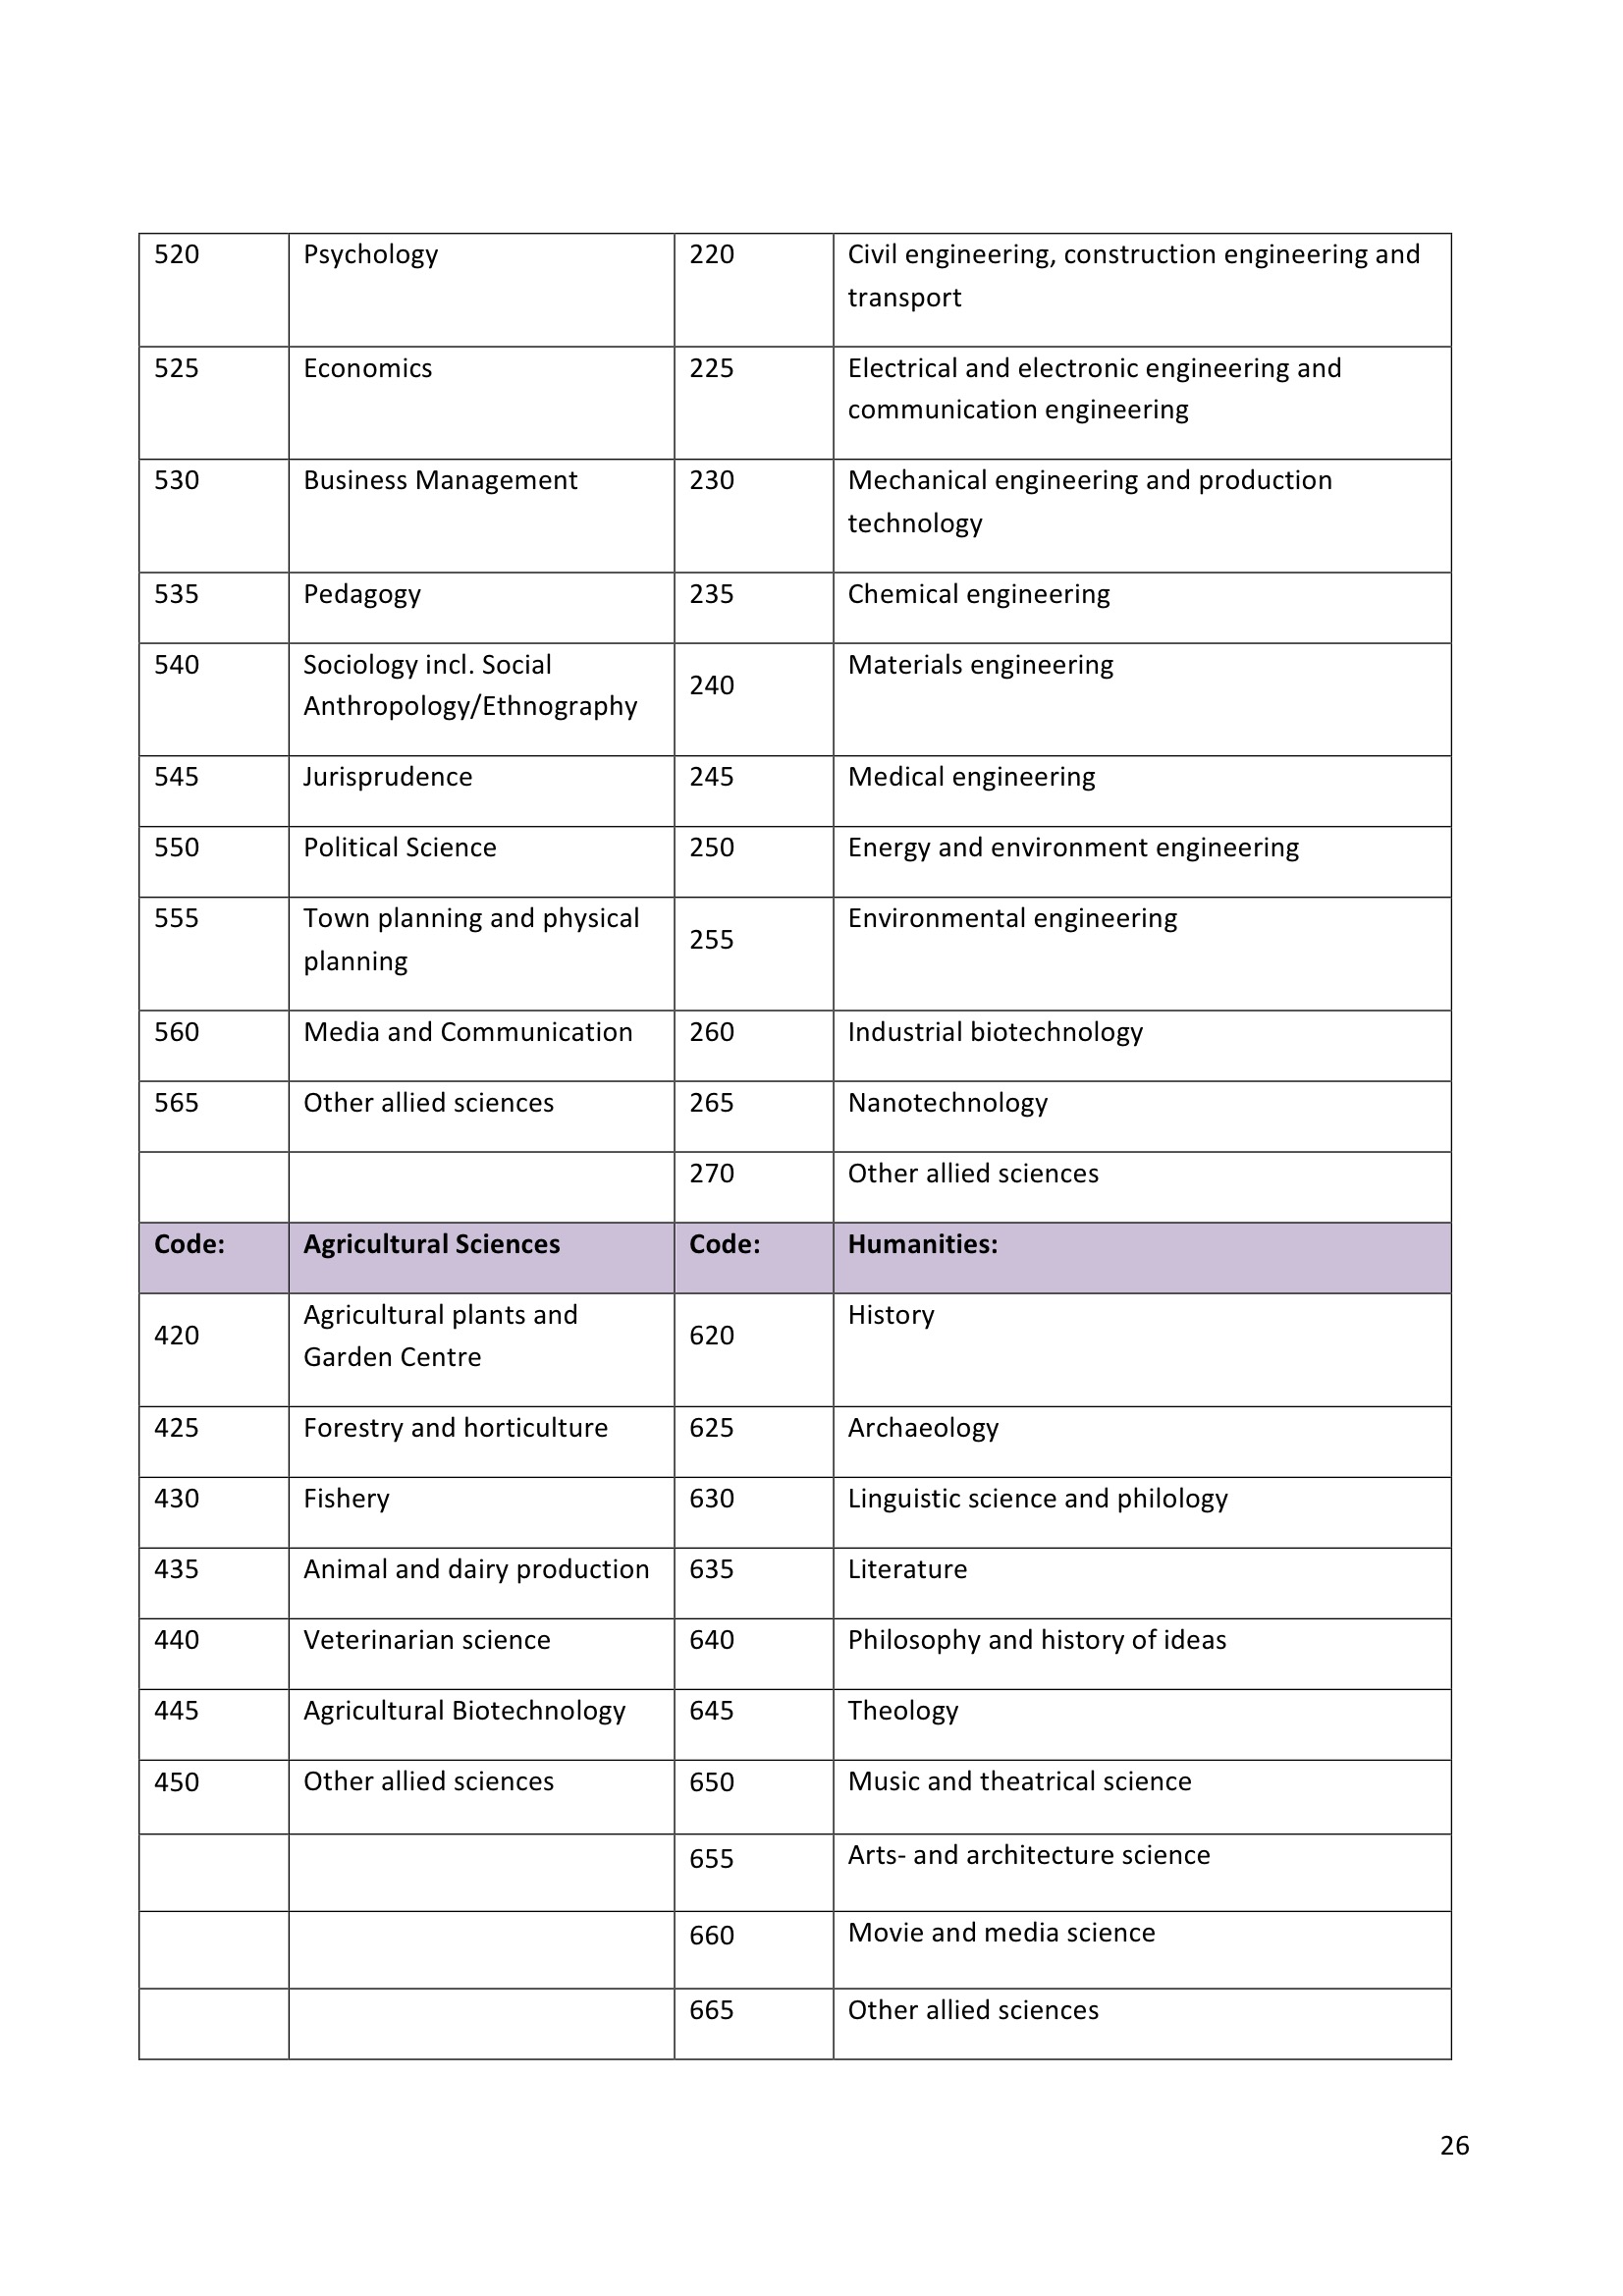 520 Psychology 220 Civil engineering, construction engineering and
transport
525 Economics 225 Electrical and electronic engineering and
communication engineering
530 Business Management 230 Mechanical engineering and production
technology
535 Pedagogy 235 Chemical engineering
540 Sociology incl. Social
Anthropology/Ethnography 240 Materials engineering
545 Jurisprudence 245 Medical engineering
550 Political Science 250 Energy and environment engineering
555 Town planning and physical
planning 255 Environmental engineering
560 Media and Communication 260 Industrial biotechnology
565 Other allied sciences 265 Nanotechnology
270 Other allied sciences
Code: Agricultural Sciences Code: Humanities:
420 Agricultural plants and
Garden Centre 620 History
425 Forestry and horticulture 625 Archaeology
430 Fishery 630 Linguistic science and philology
435 Animal and dairy production 635 Literature
440 Veterinarian science 640 Philosophy and history of ideas
445 Agricultural Biotechnology 645 Theology
450 Other allied sciences 650 Music and theatrical science
655 Arts- and architecture science
660 Movie and media science
665 Other allied sciences
26